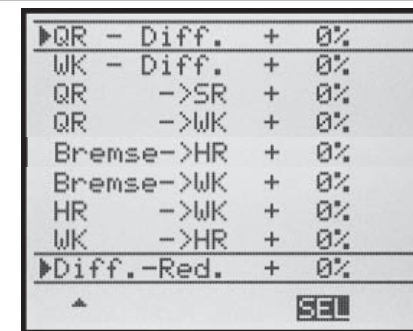 ▶QR - Diff. + 0%
WK - Diff. + 0%
QR ->SR + 0%
QR ->WK + 0%
Bremse->HR + 0%
Bremse->WK + 0%
HR ->WK + 0%
WK ->HR + 0%
▶Diff.-Red. + 0%
▲ SEL